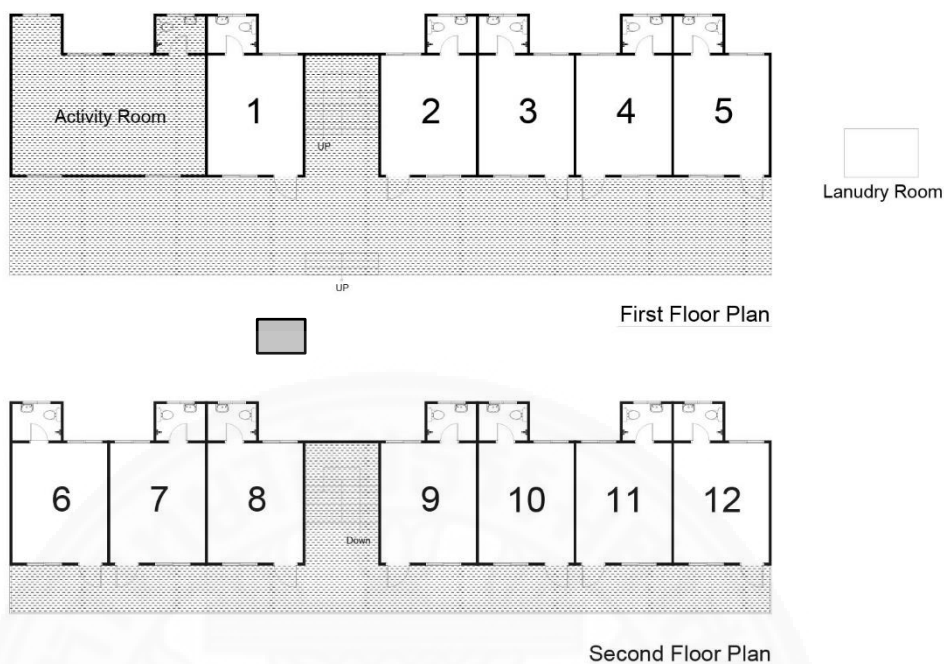 Activity Room
1
2
3
4
5
UP
Lanudry Room
UP
First Floor Plan
6
7
8
9
10
11
12
Down
Second Floor Plan